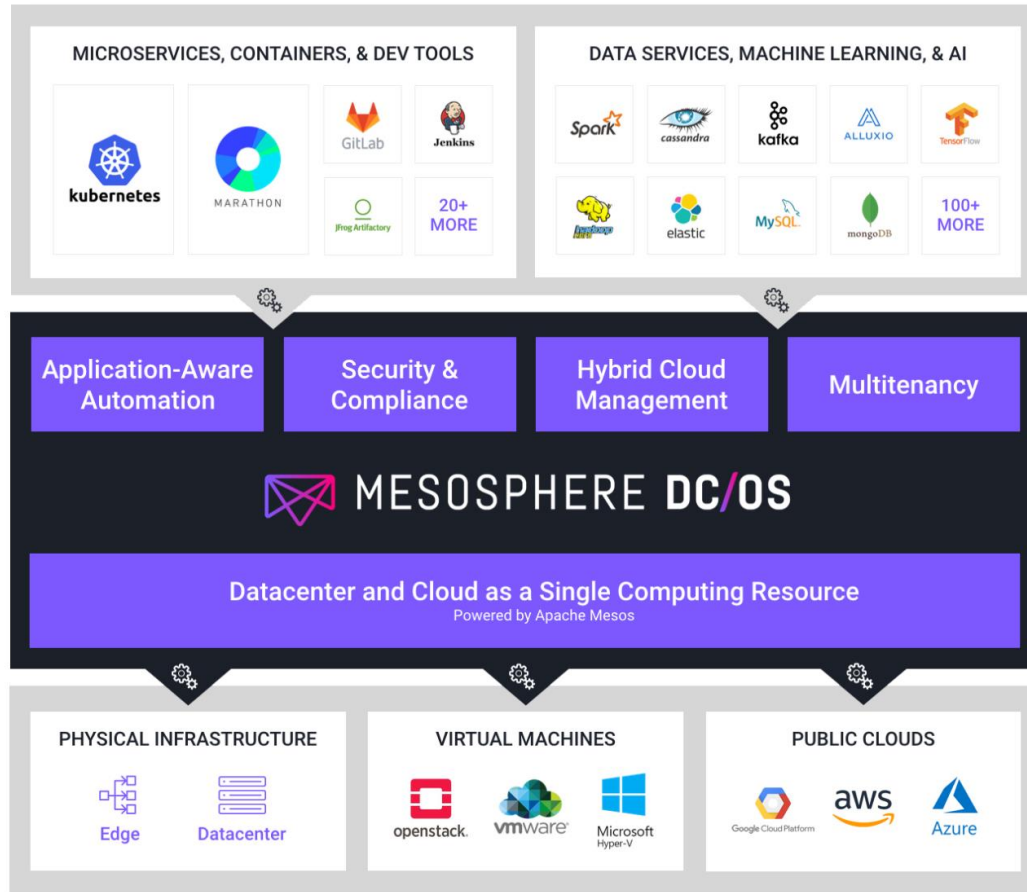 MICROSERVICES, CONTAINERS, & DEV TOOLS
kubernetes
MARATHON
GitLab
Jenkins
JFrog Artifactory
20+
MORE
DATA SERVICES, MACHINE LEARNING, & AI
Spark
cassandra
kafka
ALLUXIO
TensorFlow
hadoop
elastic
MySQL
mongoDB
100+
MORE
Application-Aware
Automation
Security &
Compliance
Hybrid Cloud
Management
Multitenancy
MESOSPHERE DC/OS
Datacenter and Cloud as a Single Computing Resource
Powered by Apache Mesos
PHYSICAL INFRASTRUCTURE
Edge
Datacenter
VIRTUAL MACHINES
openstack.
vmware
Microsoft
Hyper-V
PUBLIC CLOUDS
Google Cloud Platform
aws
Azure